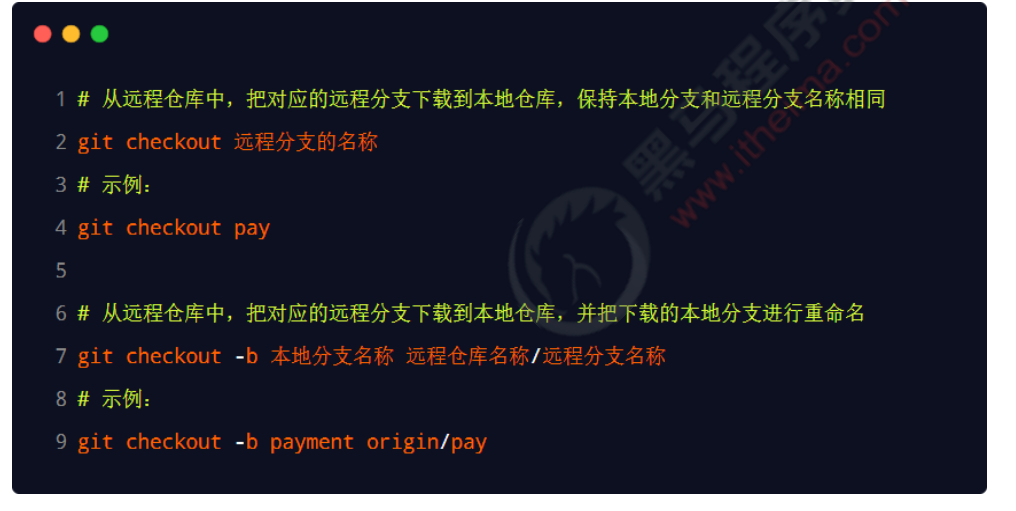 1 # 从远程仓库中，把对应的远程分支下载到本地仓库，保持本地分支和远程分支名称相同
2 git checkout 远程分支的名称
3 # 示例：
4 git checkout pay
5
6 # 从远程仓库中，把对应的远程分支下载到本地仓库，并把下载的本地分支进行重命名
7 git checkout -b 本地分支名称 远程仓库名称/远程分支名称
8 # 示例：
9 git checkout -b payment origin/pay
黑马程序
www.itheima.com